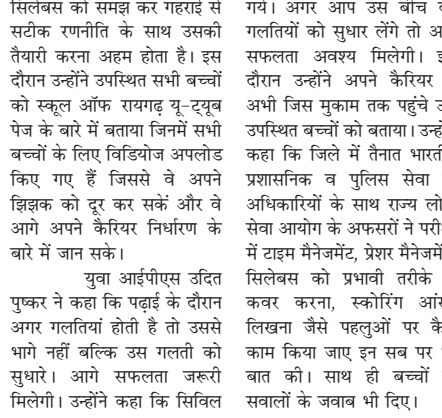 सिलेबस को समझ कर गहराई से
सटीक रणनीति के साथ उसकी
तैयारी करना अहम होता है। इस
दौरान उन्होंने उपस्थित सभी बच्चों
को स्कूल ऑफ रायगढ़ यू-ट्यूब
पेज के बारे में बताया जिनमें सभी
बच्चों के लिए विडियोज अपलोड
किए गए हैं जिससे वे अपने
झिझक को दूर कर सकें और वे
आगे अपने कैरियर निर्धारण के
बारे में जान सके।
युवा आईपीएस उदित
पुष्कर ने कहा कि पढ़ाई के दौरान
अगर गलतियां होती है तो उससे
भागे नहीं बल्कि उस गलती को
सुधारे। आगे सफलता जरूरी
मिलेगी। उन्होंने कहा कि सिविल
गये। अगर आप उस बीच
गलतियों को सुधार लेंगे तो
सफलता अवश्य मिलेगी।
दौरान उन्होंने अपने कैरियर
अभी जिस मुकाम तक पहुंचे
उपस्थित बच्चों को बताया।
कहा कि जिले में तैनात
प्रशासनिक व पुलिस सेवा
अधिकारियों के साथ राज्य
सेवा आयोग के अफसरों ने
में टाइम मैनेजमेंट, प्रेशर
सिलेबस को प्रभावी तरीके
कवर करना, स्कोरिंग
लिखना जैसे पहलुओं पर
काम किया जाए इन सब पर
बात की। साथ ही बच्चों
सवालों के जवाब भी दिए।